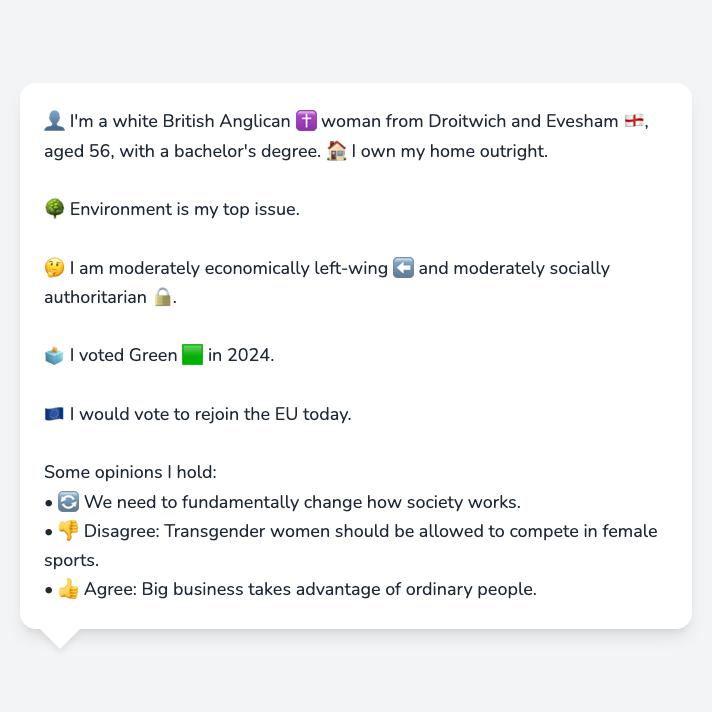 👤 I'm a white British Anglican ✝️ woman from Droitwich and Evesham 🏴󠁧󠁢󠁥󠁮󠁧󠁿,
aged 56, with a bachelor's degree. 🏠 I own my home outright.
🌳 Environment is my top issue.
🤔 I am moderately economically left-wing ⬅️ and moderately socially
authoritarian 🔒.
🗳️ I voted Green 🟩 in 2024.
🇪🇺 I would vote to rejoin the EU today.
Some opinions I hold:
• 🔄 We need to fundamentally change how society works.
• 👎 Disagree: Transgender women should be allowed to compete in female
sports.
• 👍 Agree: Big business takes advantage of ordinary people.